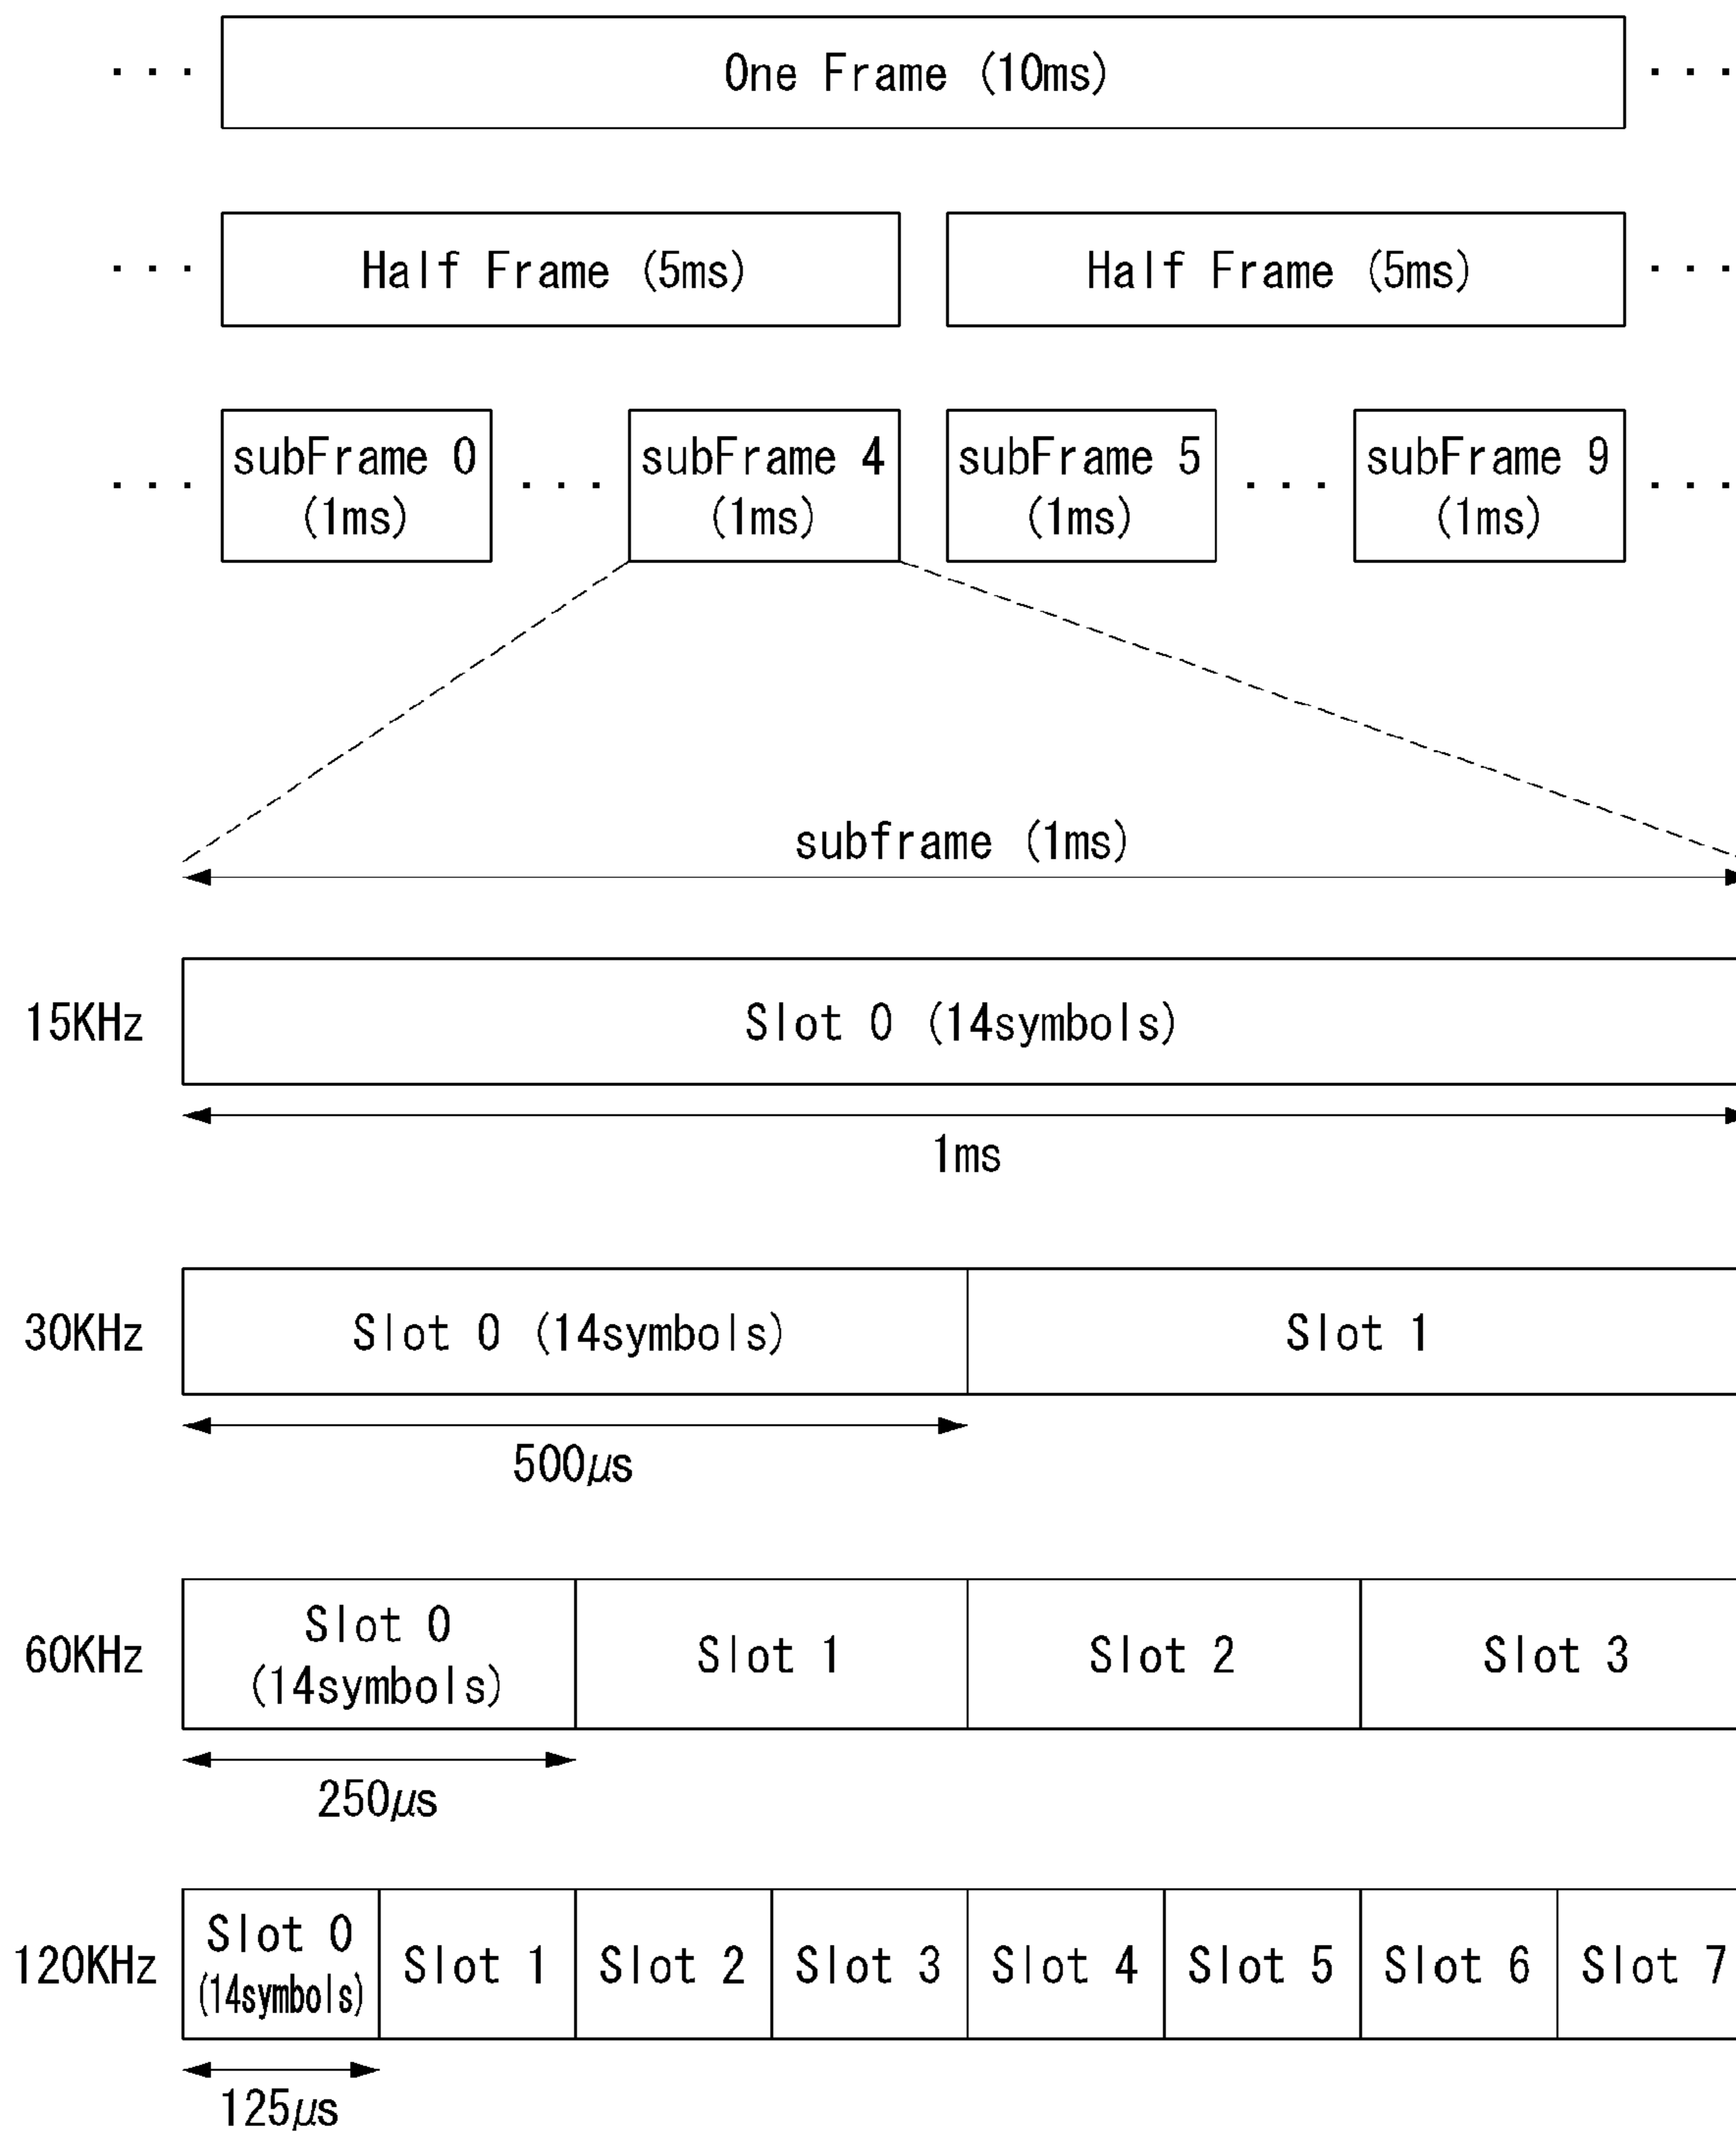 ... One Frame (10ms) ...
... Half Frame (5ms) Half Frame (5ms) ...
... subFrame 0 ... subFrame 4 subFrame 5 ... subFrame 9 ...
(1ms) (1ms) (1ms) (1ms)
subframe (1ms)
15KHz Slot 0 (14symbols)
1ms
30KHz Slot 0 (14symbols) Slot 1
500μs
60KHz Slot 0 (14symbols) Slot 1 Slot 2 Slot 3
250μs
120KHz Slot 0 (14symbols) Slot 1 Slot 2 Slot 3 Slot 4 Slot 5 Slot 6 Slot 7
125μs